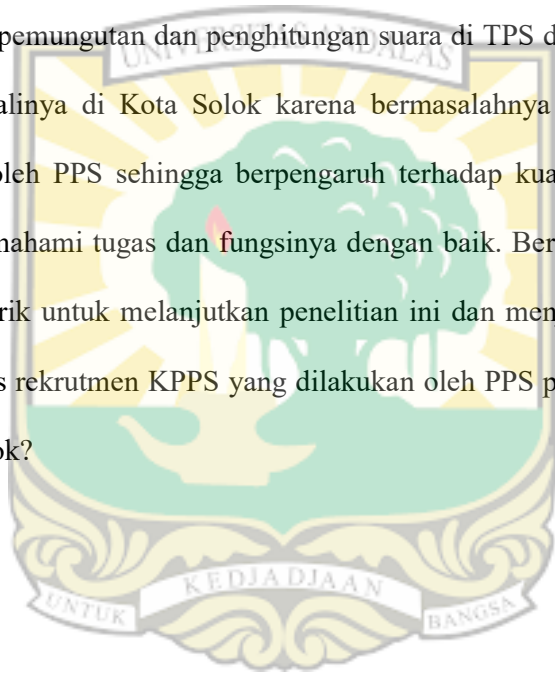 pemungutan dan penghitungan suara di TPS d
UNIVERSITAS ANDALAS
alinya di Kota Solok karena bermasalahnya
oleh PPS sehingga berpengaruh terhadap kua
nahami tugas dan fungsinya dengan baik. Ber
rik untuk melanjutkan penelitian ini dan men
s rekrutmen KPPS yang dilakukan oleh PPS p
ok?
KEDJADJAAN
UNTUK
BANGSA